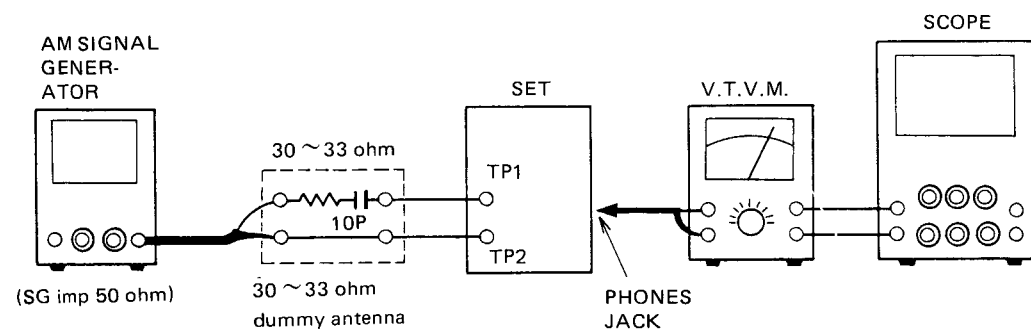 AM SIGNAL
GENER-
ATOR
(SG imp 50 ohm)
30 ~ 33 ohm
10P
30 ~ 33 ohm
dummy antenna
SET
TP1
TP2
PHONES
JACK
V.T.V.M.
SCOPE